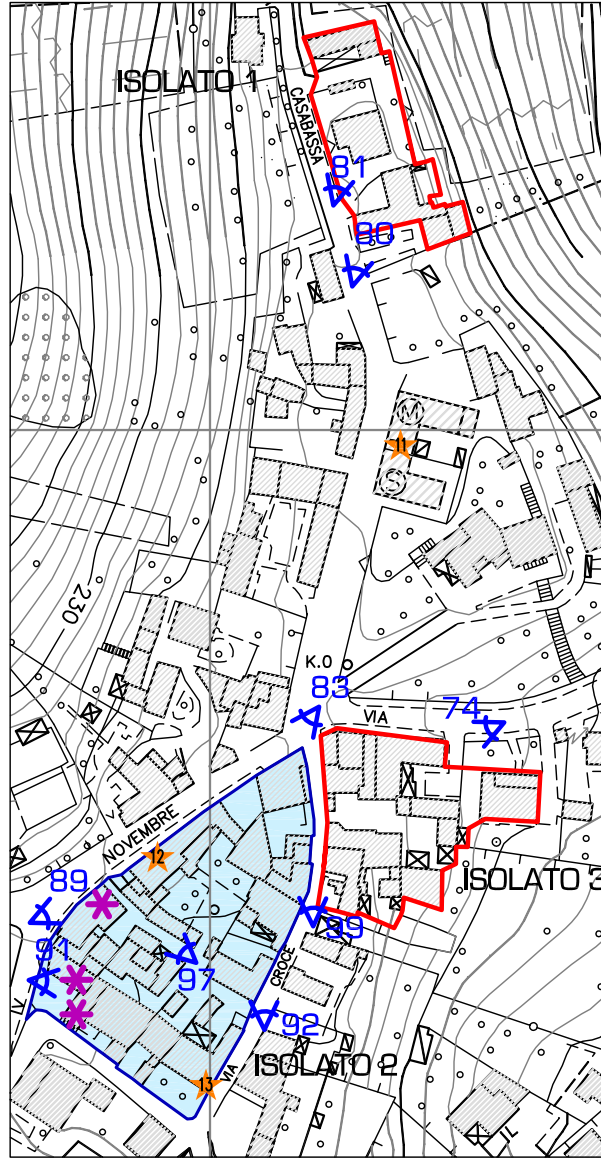 ISOLATO 1
CASABASSA
81
80
M
11
S
230
K.O
83
VIA
74
NOVEMBRE
12
89
ISOLATO 3
99
91
97
CROCE
92
IV
ISOLATO 2
VIA
13